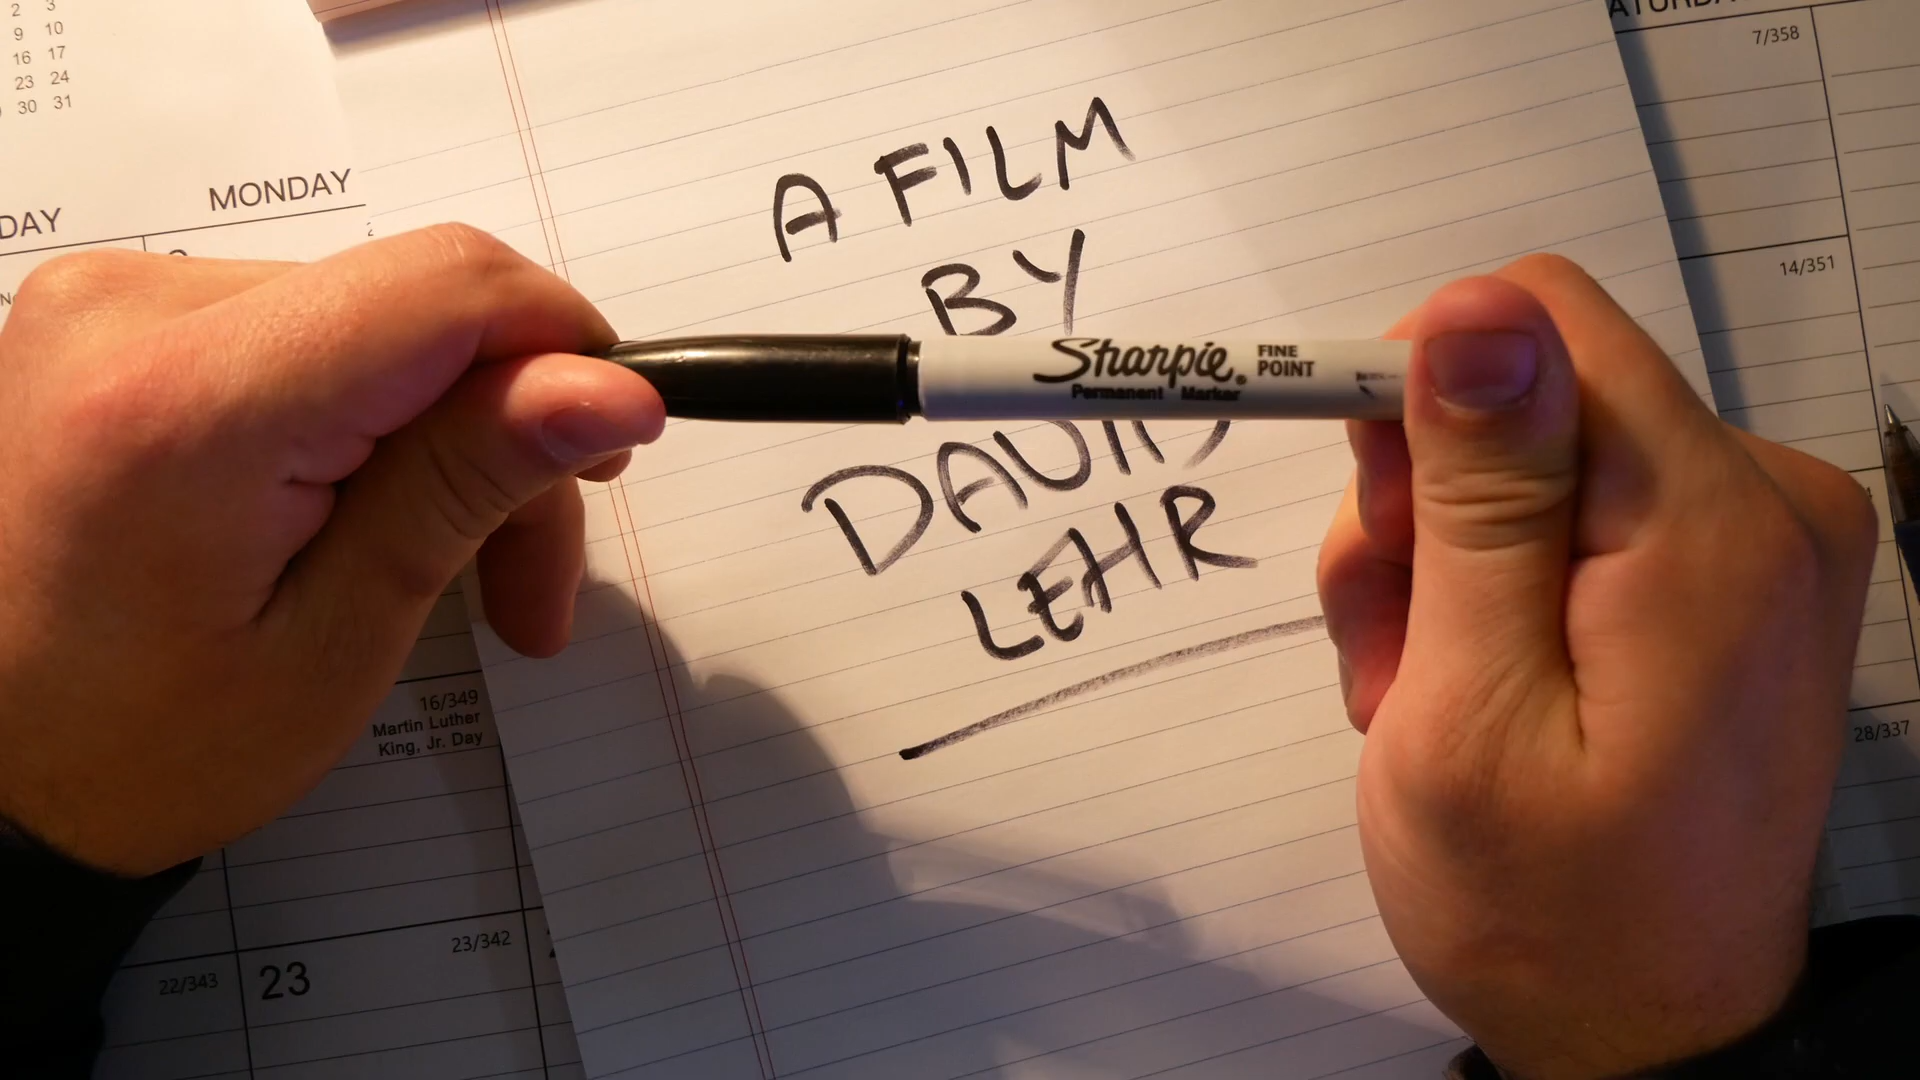 2 3
9 10
16 17
23 24
30 31
DAY
MONDAY
ATURDA
7/358
14/351
A FILM
BY
Sharpie. FINE POINT
Permanent Marker
DAVID
LEHR
16/349
Martin Luther
King, Jr. Day
28/337
22/343
23
23/342